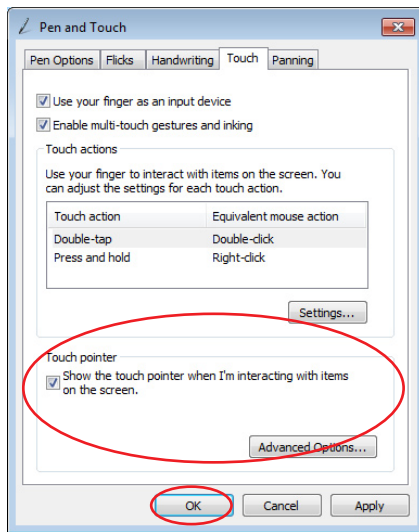 Pen and Touch
Pen Options Flicks Handwriting Touch Panning
Use your finger as an input device
Enable multi-touch gestures and inking
Touch actions
Use your finger to interact with items on the screen. You
can adjust the settings for each touch action.
Touch action Equivalent mouse action
Double-tap Double-click
Press and hold Right-click
Settings...
Touch pointer
Show the touch pointer when I'm interacting with items
on the screen.
Advanced Options...
OK Cancel Apply